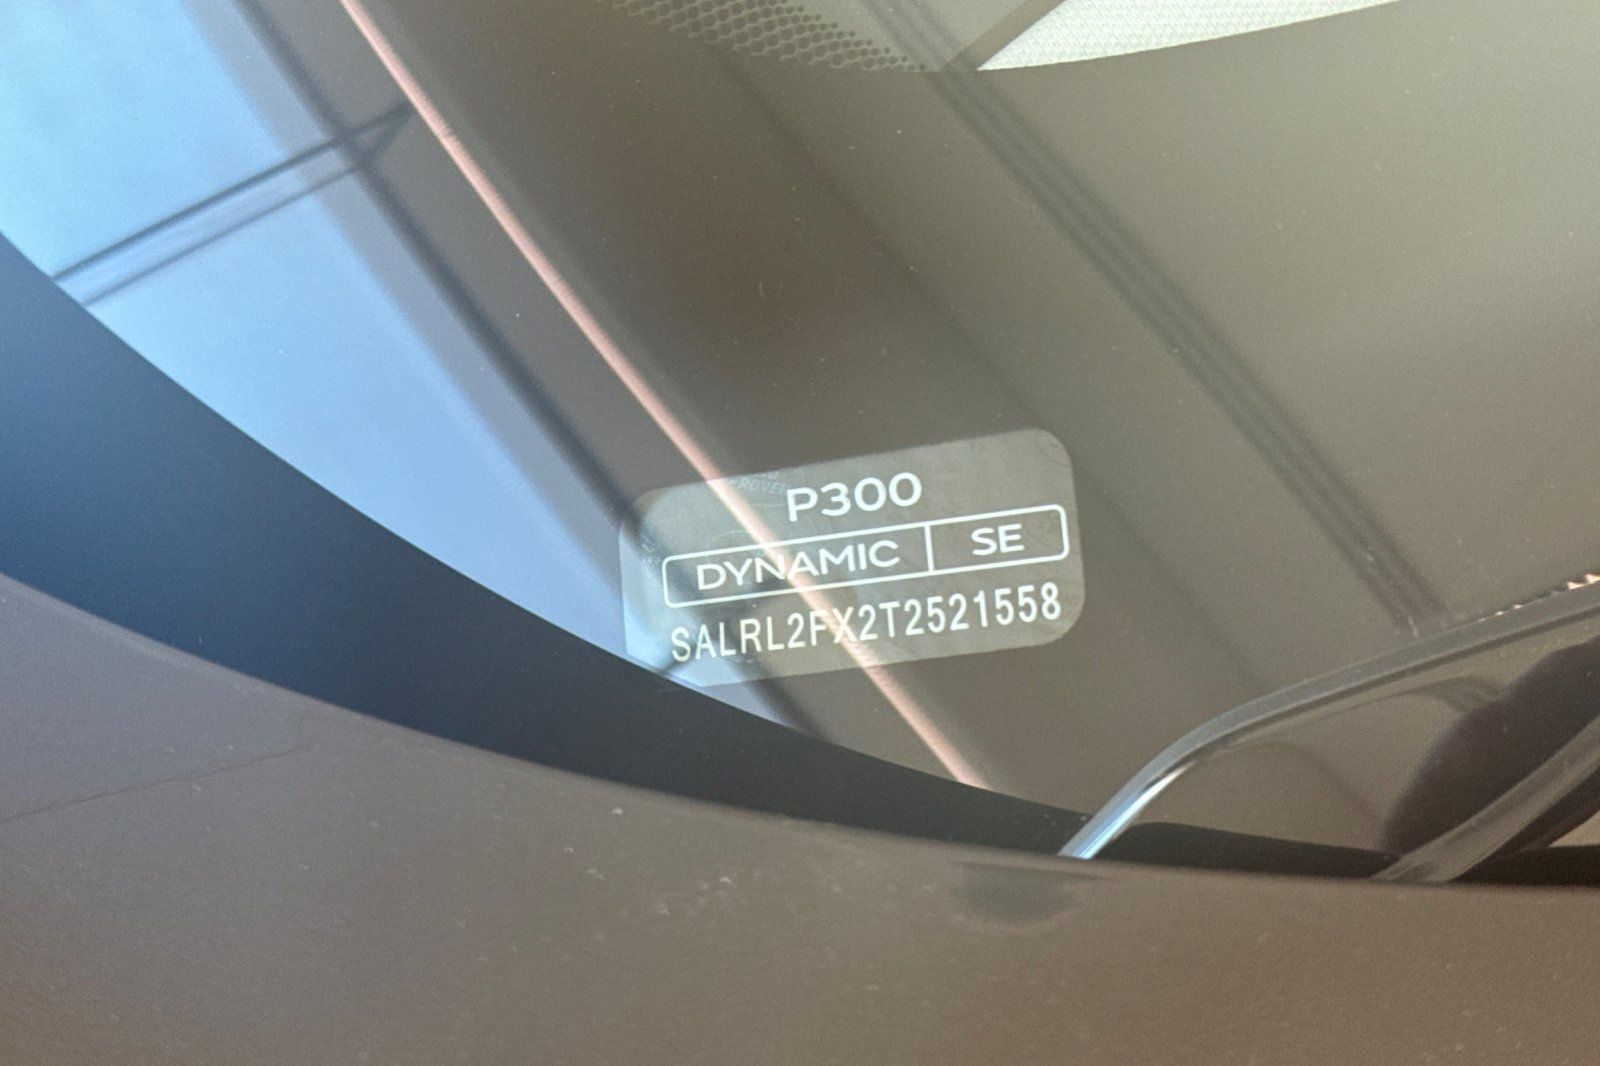 P300
DYNAMIC SE
SALRL2FX2T2521558